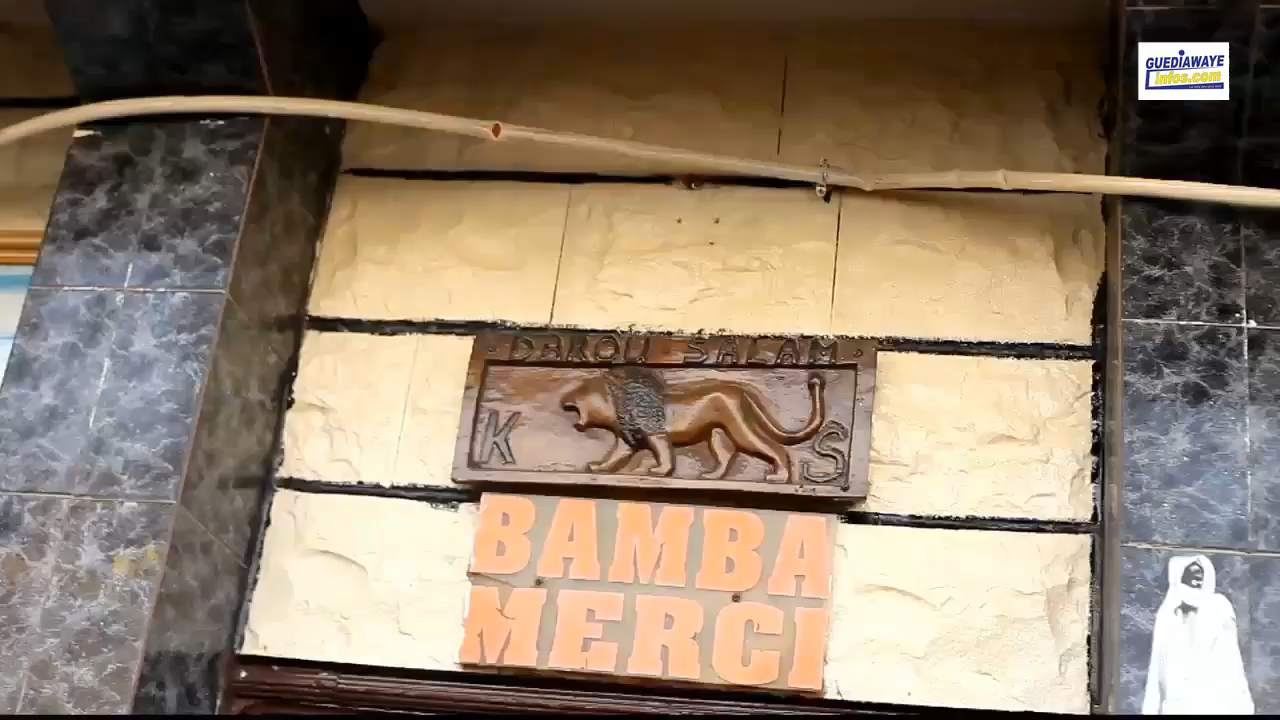 GUEDIAWAYE
infos.com
DAROU SALAM
K S
BAMBA
MERCI